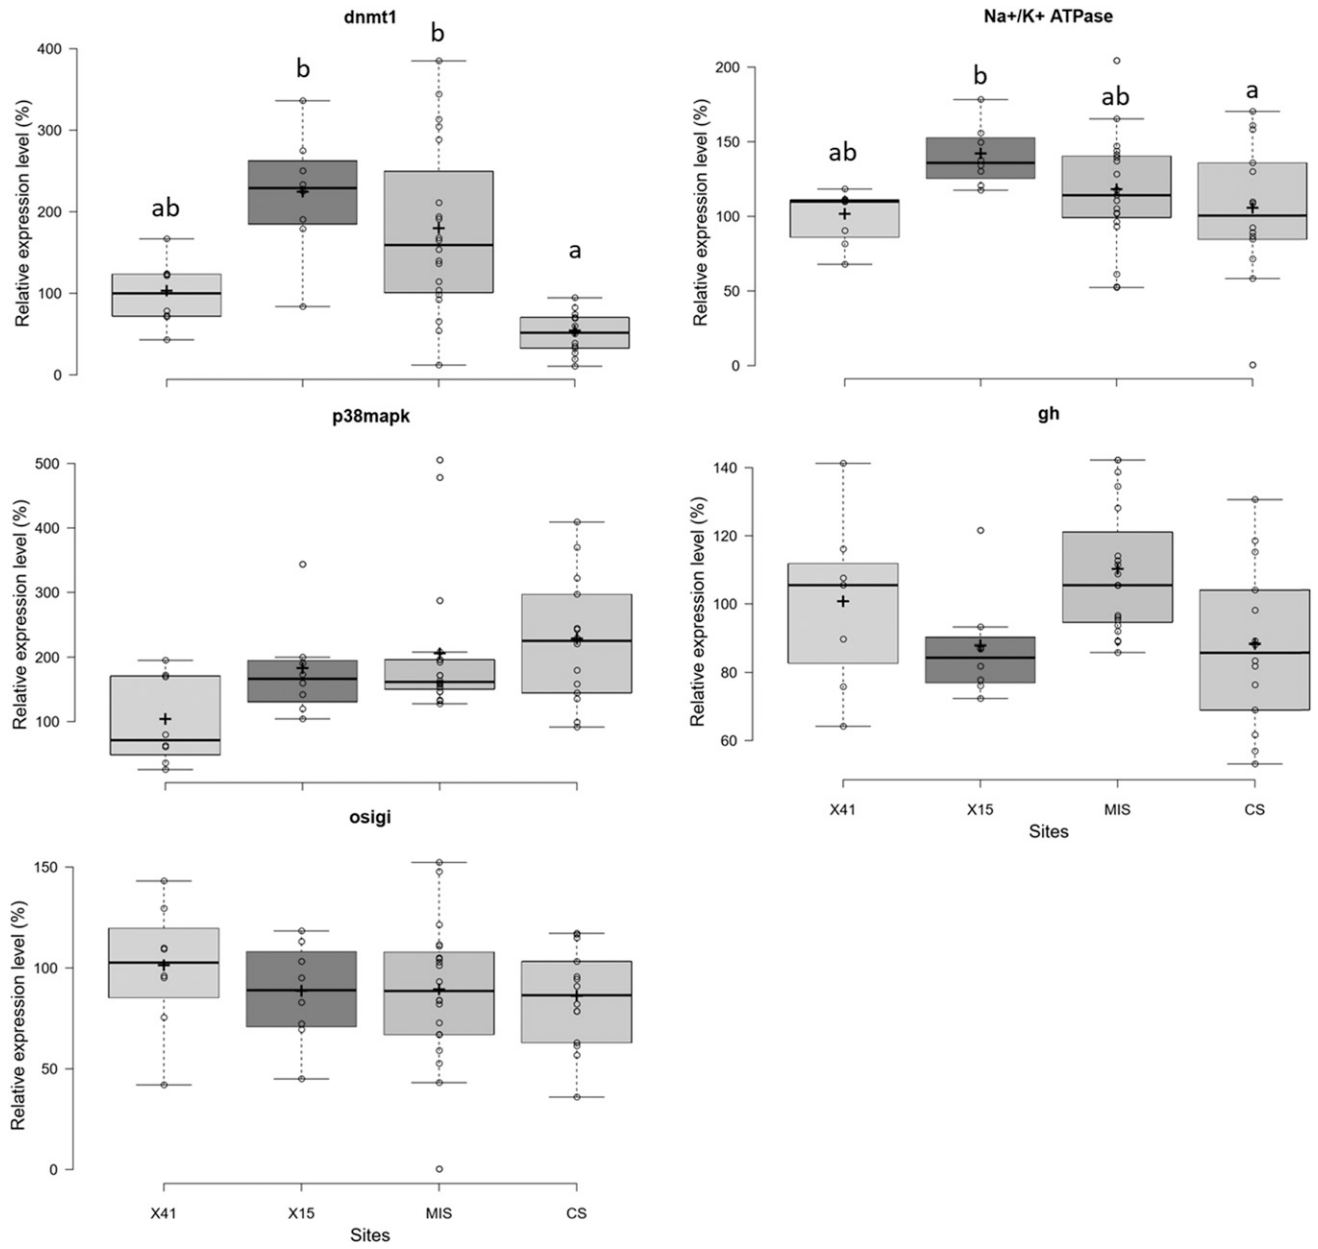 dnmt1
Relative expression level (%)
400
300
200
100
0
ab
b
b
a
Na+/K+ ATPase
Relative expression level (%)
200
150
100
50
0
ab
b
ab
a
p38mapk
Relative expression level (%)
500
400
300
200
100
gh
Relative expression level (%)
140
120
100
80
60
X41 X15 MIS CS
Sites
osigi
Relative expression level (%)
150
100
50
0
X41 X15 MIS CS
Sites